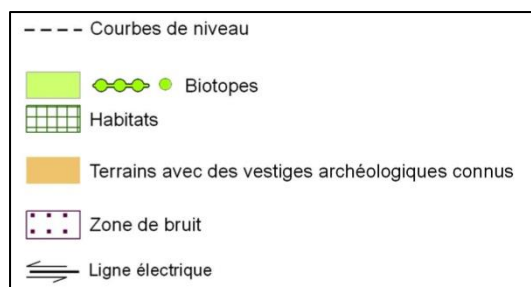 Courbes de niveau
Biotopes
Habitats
Terrains avec des vestiges archéologiques connus
Zone de bruit
Ligne électrique